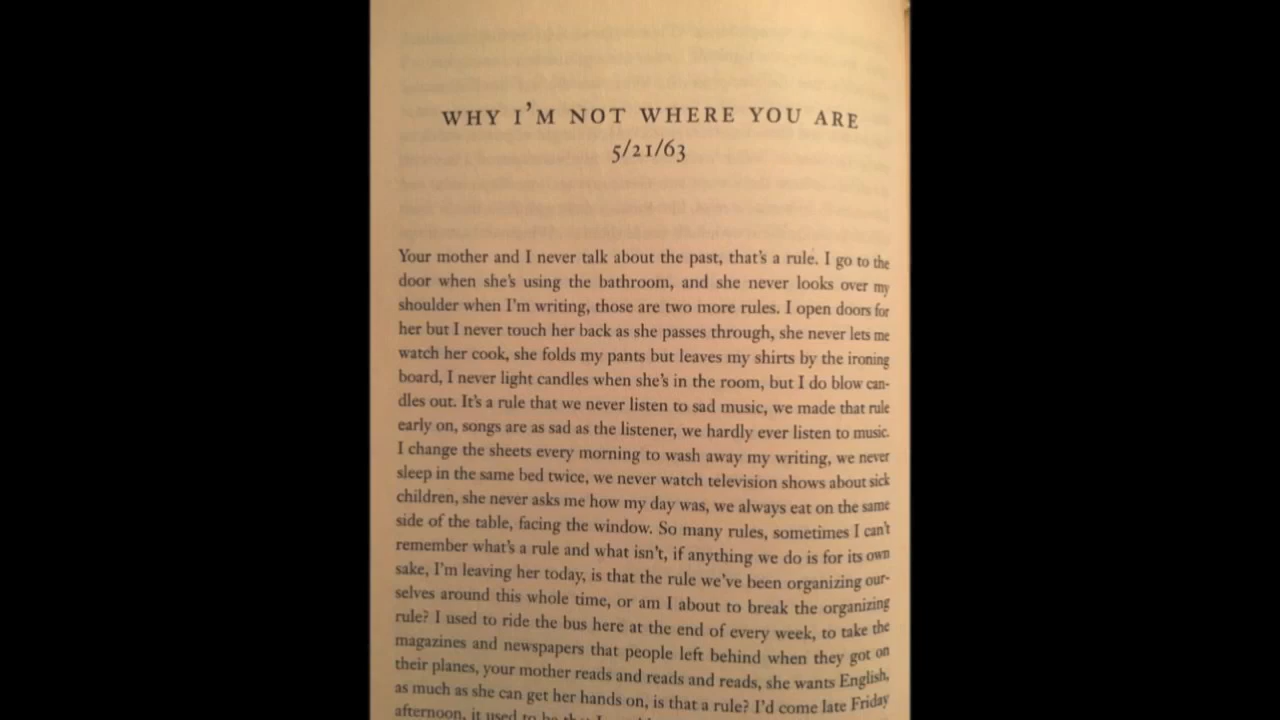 WHY I'M NOT WHERE YOU ARE
5/21/63
Your mother and I never talk about the past, that's a rule. I go to the
door when she's using the bathroom, and she never looks over my
shoulder when I'm writing, those are two more rules. I open doors for
her but I never touch her back as she passes through, she never lets me
watch her cook, she folds my pants but leaves my shirts by the ironing
board, I never light candles when she's in the room, but I do blow can-
dles out. It's a rule that we never listen to sad music, we made that rule
early on, songs are as sad as the listener, we hardly ever listen to music.
I change the sheets every morning to wash away my writing, we never
sleep in the same bed twice, we never watch television shows about sick
children, she never asks me how my day was, we always eat on the same
side of the table, facing the window. So many rules, sometimes I can't
remember what's a rule and what isn't, if anything we do is for its own
sake, I'm leaving her today, is that the rule we've been organizing our-
selves around this whole time, or am I about to break the organizing
rule? I used to ride the bus here at the end of every week, to take the
magazines and newspapers that people left behind when they got on
their planes, your mother reads and reads and reads, she wants English,
as much as she can get her hands on, is that a rule? I'd come late Friday
afternoon, it used to be that I